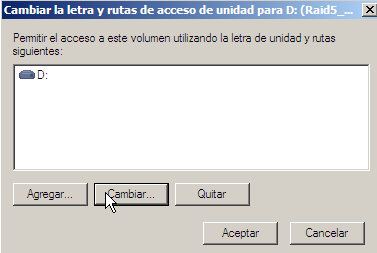 Cambiar la letra y rutas de acceso de unidad para D: (Raid5_...
Permitir el acceso a este volumen utilizando la letra de unidad y rutas
siguientes:
D:
Agregar... Cambiar... Quitar
Aceptar Cancelar